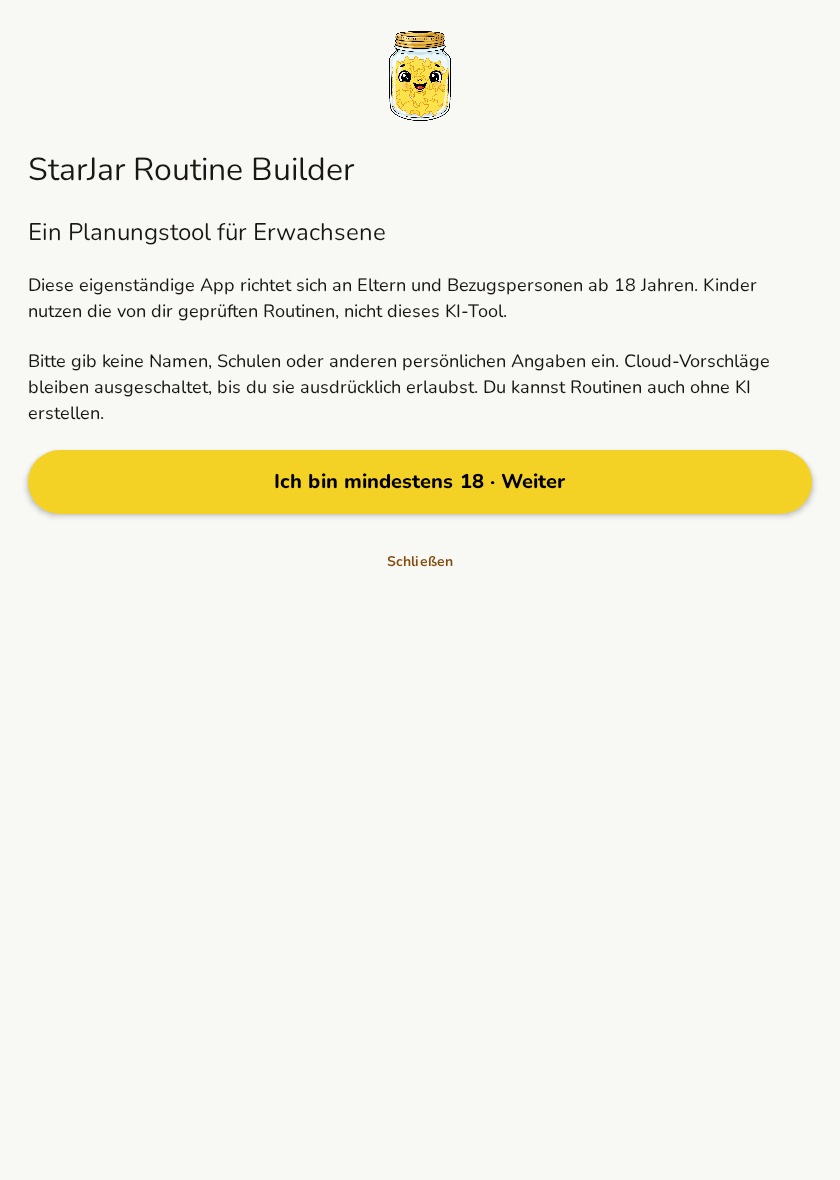 StarJar Routine Builder
Ein Planungstool für Erwachsene
Diese eigenständige App richtet sich an Eltern und Bezugspersonen ab 18 Jahren. Kinder
nutzen die von dir geprüften Routinen, nicht dieses KI-Tool.
Bitte gib keine Namen, Schulen oder anderen persönlichen Angaben ein. Cloud-Vorschläge
bleiben ausgeschaltet, bis du sie ausdrücklich erlaubst. Du kannst Routinen auch ohne KI
erstellen.
Ich bin mindestens 18 · Weiter
Schließen